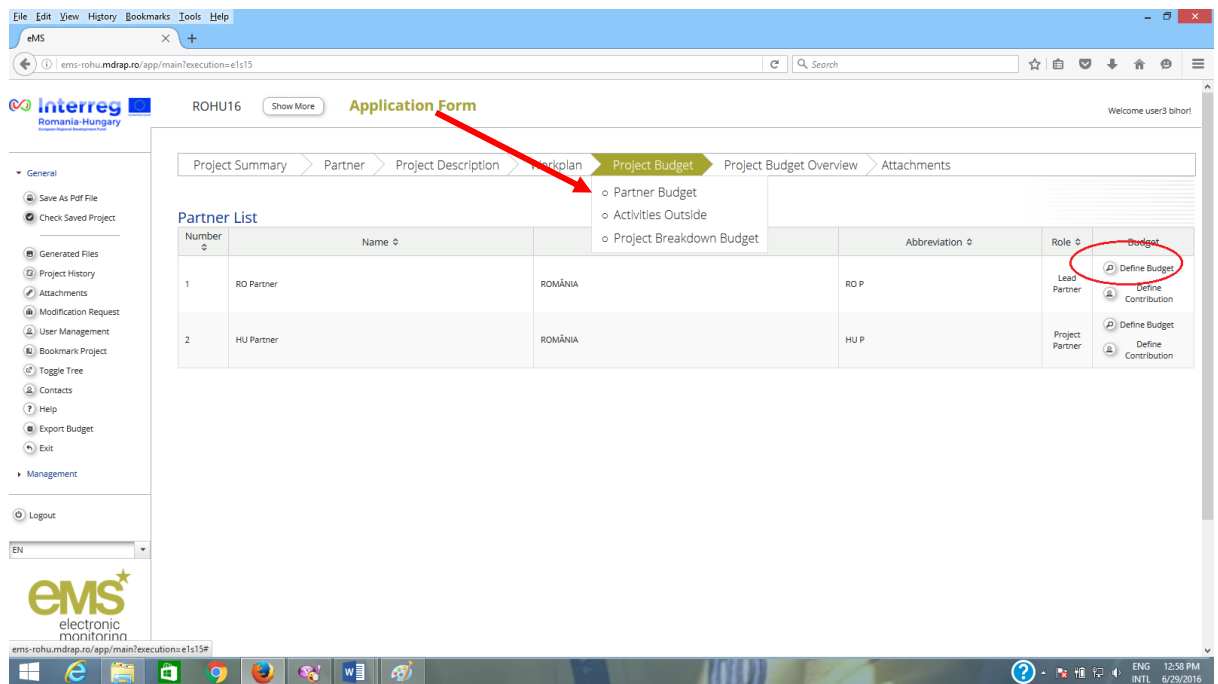 File Edit View History Bookmarks Tools Help
eMS
ems-rohu.mdrap.ro/app/main?execution=e1s15
Search
Interreg
Romania-Hungary
European Regional Development Fund
ROHU16 Show More Application Form
Welcome user3 bihor!
Project Summary Partner Project Description Workplan Project Budget Project Budget Overview Attachments
Partner Budget
Activities Outside
Project Breakdown Budget
General
Save As Pdf File
Check Saved Project
Generated Files
Project History
Attachments
Modification Request
User Management
Bookmark Project
Toggle Tree
Contacts
Help
Export Budget
Exit
Management
Logout
EN
eMS
electronic
monitoring
Partner List
Number Name Abbreviation Role Budget
1 RO Partner ROMÂNIA RO P Lead Partner Define Budget
Define Contribution
2 HU Partner ROMÂNIA HU P Project Partner Define Budget
Define Contribution
ems-rohu.mdrap.ro/app/main?execution=e1s15#
ENG 12:58 PM
INTL 6/29/2016